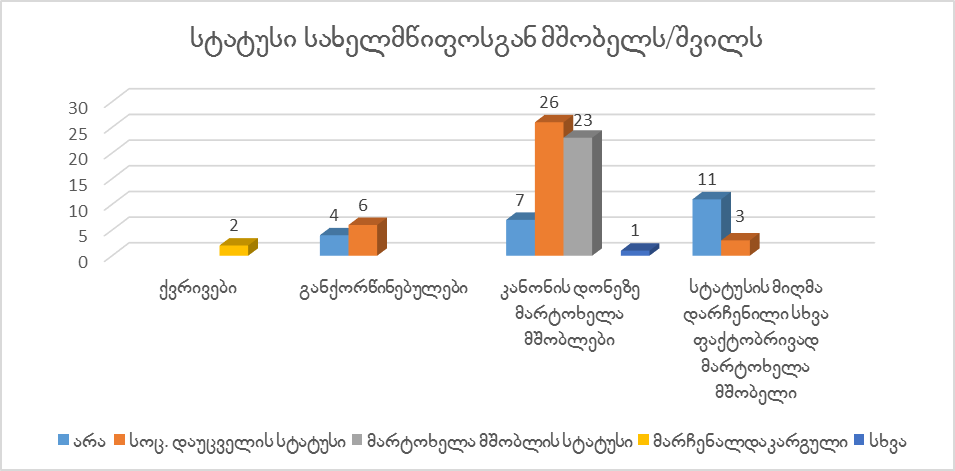 სტატუსი სახელმწიფოსგან მშობელს/შვილს
30
25
20
15
10
5
0
2
4
6
7
26
23
1
11
3
ქვრივები
განქორწინებულები
კანონის დონეზე
მარტოხელა
მშობლები
სტატუსის მიღმა
დარჩენილი სხვა
ფაქტობრივად
მარტოხელა
მშობელი
არა სოც. დაუცველის სტატუსი მარტოხელა მშობლის სტატუსი მარჩენალდაკარგული სხვა